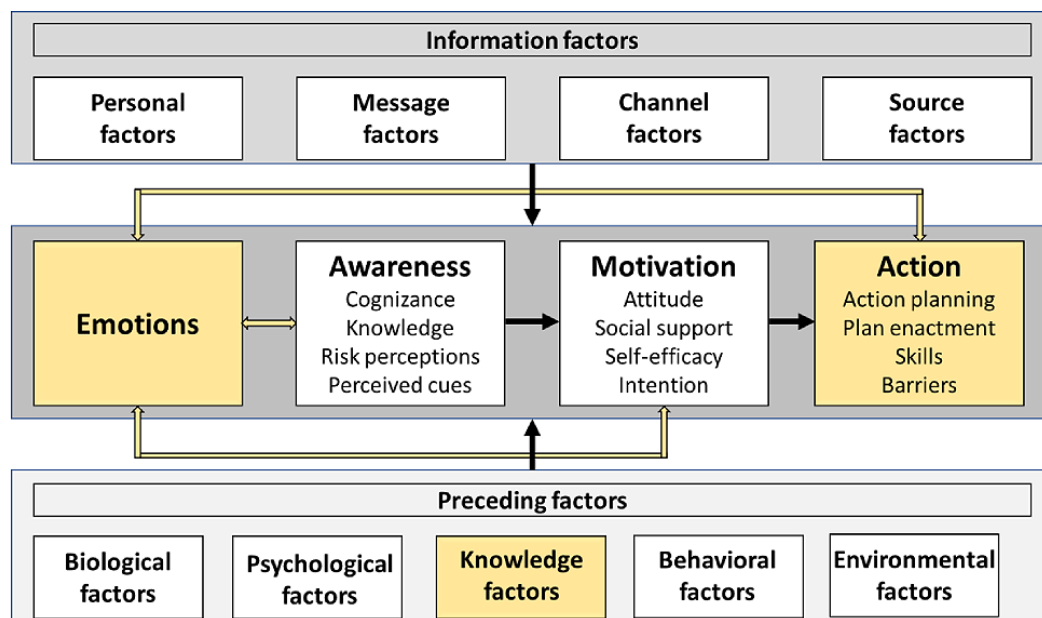 Information factors
Personal
factors
Message
factors
Channel
factors
Source
factors
Emotions
Awareness
Cognizance
Knowledge
Risk perceptions
Perceived cues
Motivation
Attitude
Social support
Self-efficacy
Intention
Action
Action planning
Plan enactment
Skills
Barriers
Preceding factors
Biological
factors
Psychological
factors
Knowledge
factors
Behavioral
factors
Environmental
factors